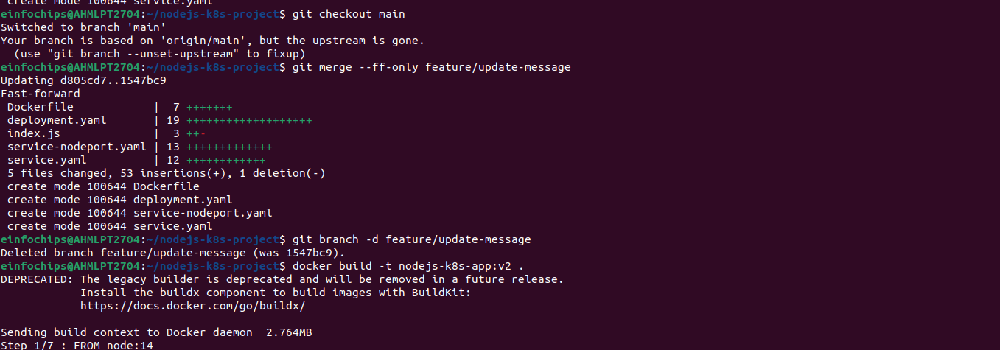 create mode 100644 service.yaml
einfochips@AHMLPT2704:~/nodejs-k8s-project$ git checkout main
Switched to branch 'main'
Your branch is based on 'origin/main', but the upstream is gone.
  (use "git branch --unset-upstream" to fixup)
einfochips@AHMLPT2704:~/nodejs-k8s-project$ git merge --ff-only feature/update-message
Updating d805cd7..1547bc9
Fast-forward
 Dockerfile            |  7 +++++++
 deployment.yaml       | 19 +++++++++++++++++++
 index.js              |  3 ++-
 service-nodeport.yaml | 13 +++++++++++++
 service.yaml          | 12 ++++++++++++
 5 files changed, 53 insertions(+), 1 deletion(-)
 create mode 100644 Dockerfile
 create mode 100644 deployment.yaml
 create mode 100644 service-nodeport.yaml
 create mode 100644 service.yaml
einfochips@AHMLPT2704:~/nodejs-k8s-project$ git branch -d feature/update-message
Deleted branch feature/update-message (was 1547bc9).
einfochips@AHMLPT2704:~/nodejs-k8s-project$ docker build -t nodejs-k8s-app:v2 .
DEPRECATED: The legacy builder is deprecated and will be removed in a future release.
            Install the buildx component to build images with BuildKit:
            https://docs.docker.com/go/buildx/
Sending build context to Docker daemon  2.764MB
Step 1/7 : FROM node:14